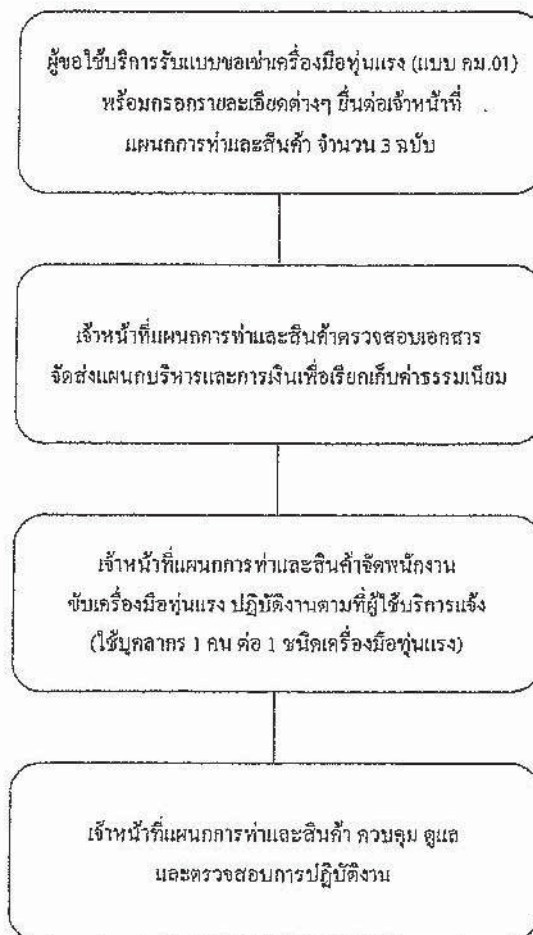 ผู้ขอใช้บริการรับแบบขอเช่าเครื่องมือทุ่นแรง (แบบ คม.01)
พร้อมกรอกรายละเอียดต่างๆ ยื่นต่อเจ้าหน้าที่
แผนกการท่าและสินค้า จำนวน 3 ฉบับ
เจ้าหน้าที่แผนกการท่าและสินค้าตรวจสอบเอกสาร
จัดส่งแผนกบริหารและการเงินเพื่อเรียกเก็บค่าธรรมเนียม
เจ้าหน้าที่แผนกการท่าและสินค้าจัดพนักงาน
ขับเครื่องมือทุ่นแรง ปฏิบัติงานตามที่ผู้ใช้บริการแจ้ง
(ใช้บุคลากร 1 คน ต่อ 1 ชนิดเครื่องมือทุ่นแรง)
เจ้าหน้าที่แผนกการท่าและสินค้า ควบคุม ดูแล
และตรวจสอบการปฏิบัติงาน